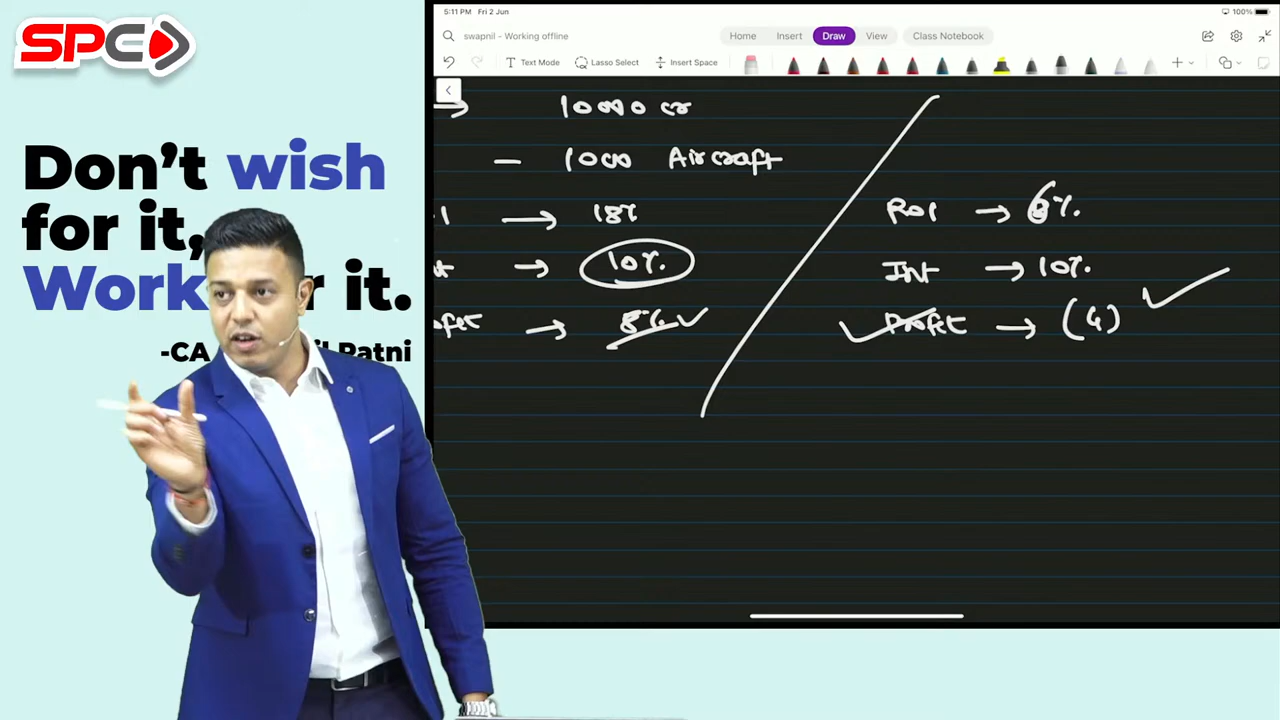 SPC
Don't wish
for it,
Work for it.
-CA Patni
5:11 PM Fri 2 Jun
100%
swapnil - Working offline
Home Insert Draw View Class Notebook
Text Mode Lasso Select Insert Space
→ 10000 cr
– 1000 Aircraft
→ 18%
→ 10%.
→ 8%
ROI → 6%.
Int → 10%.
Profit → (4)